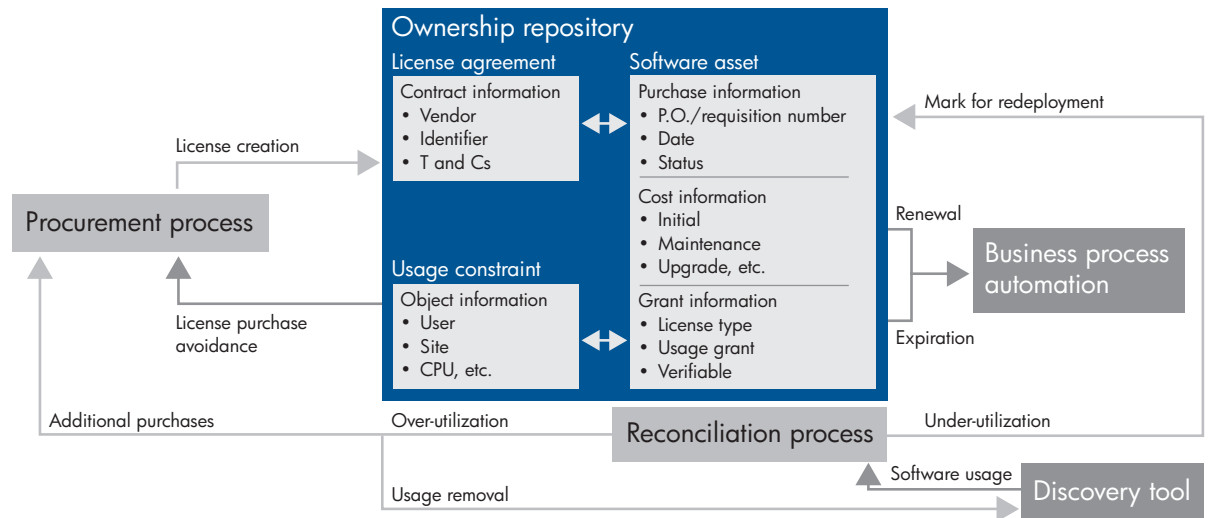 Ownership repository
License agreement
Contract information
• Vendor
• Identifier
• T and Cs
Software asset
Purchase information
• P.O./requisition number
• Date
• Status
Cost information
• Initial
• Maintenance
• Upgrade, etc.
Grant information
• License type
• Usage grant
• Verifiable
Usage constraint
Object information
• User
• Site
• CPU, etc.
License creation
Procurement process
License purchase
avoidance
Mark for redeployment
Renewal
Business process
automation
Expiration
Additional purchases
Over-utilization
Reconciliation process
Under-utilization
Software usage
Discovery tool
Usage removal